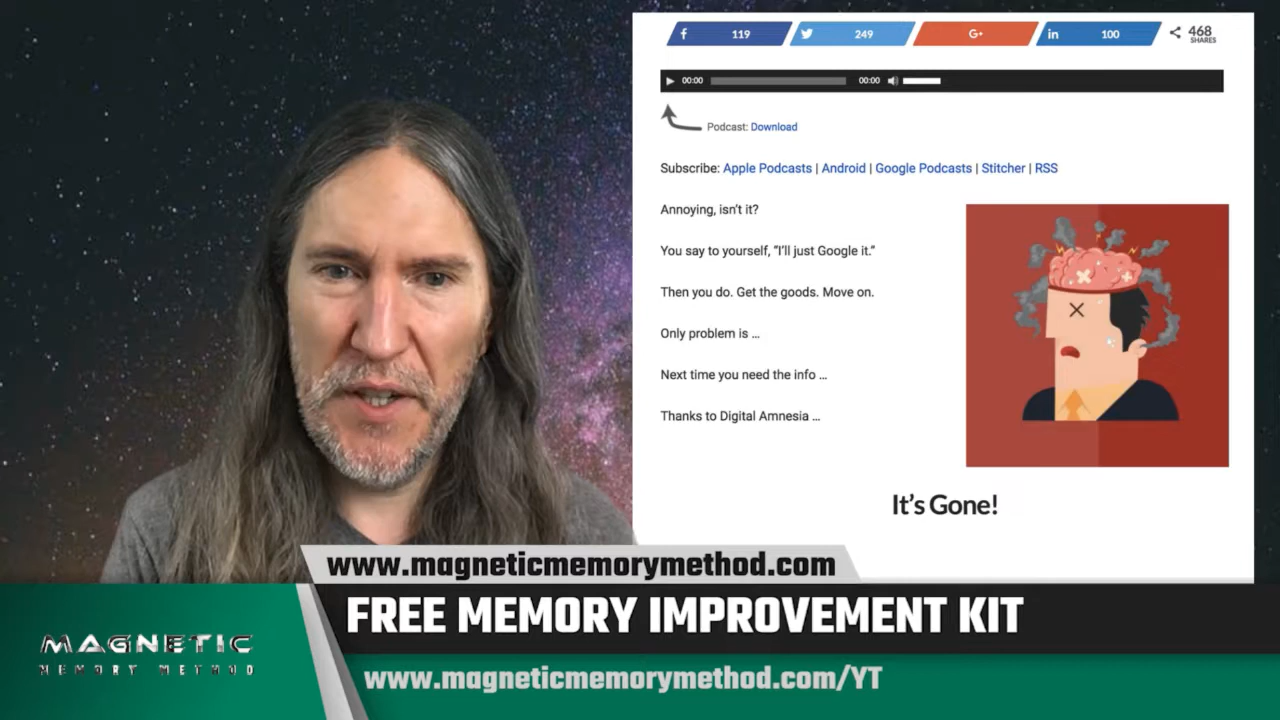 119
249
G+
in
100
468
SHARES
00:00
00:00
Podcast: Download
Subscribe: Apple Podcasts | Android | Google Podcasts | Stitcher | RSS
Annoying, isn't it?
You say to yourself, “I'll just Google it.”
Then you do. Get the goods. Move on.
Only problem is ...
Next time you need the info ...
Thanks to Digital Amnesia ...
It's Gone!
www.magneticmemorymethod.com
FREE MEMORY IMPROVEMENT KIT
www.magneticmemorymethod.com/YT
MAGNETIC
MEMORY METHOD